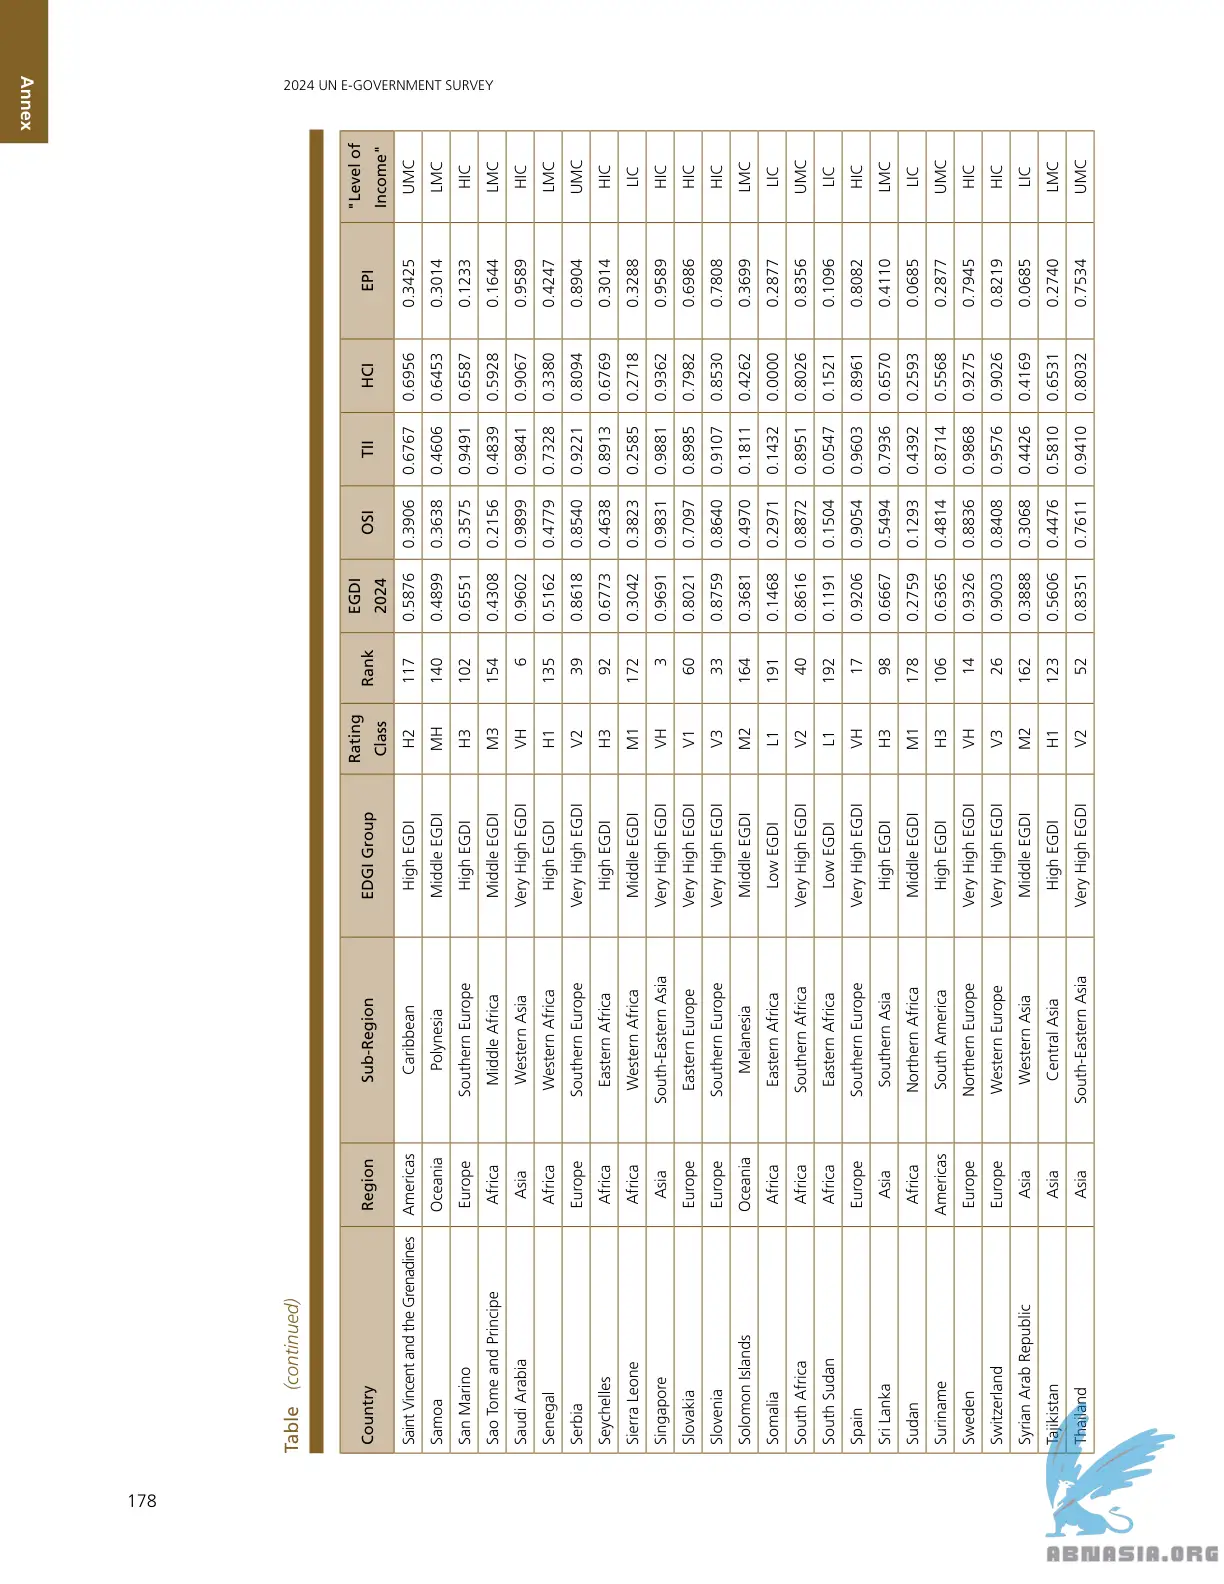 Annex
2024 UN E-GOVERNMENT SURVEY
Table (continued)
Country Region Sub-Region EDGI Group Rating Class Rank EGDI 2024 OSI TII HCI EPI "Level of Income"
Saint Vincent and the Grenadines Americas Caribbean High EGDI H2 117 0.5876 0.3906 0.6767 0.6956 0.3425 UMC
Samoa Oceania Polynesia Middle EGDI MH 140 0.4899 0.3638 0.4606 0.6453 0.3014 LMC
San Marino Europe Southern Europe High EGDI H3 102 0.6551 0.3575 0.9491 0.6587 0.1233 HIC
Sao Tome and Principe Africa Middle Africa Middle EGDI M3 154 0.4308 0.2156 0.4839 0.5928 0.1644 LMC
Saudi Arabia Asia Western Asia Very High EGDI VH 6 0.9602 0.9899 0.9841 0.9067 0.9589 HIC
Senegal Africa Western Africa High EGDI H1 135 0.5162 0.4779 0.7328 0.3380 0.4247 LMC
Serbia Europe Southern Europe Very High EGDI V2 39 0.8618 0.8540 0.9221 0.8094 0.8904 UMC
Seychelles Africa Eastern Africa High EGDI H3 92 0.6773 0.4638 0.8913 0.6769 0.3014 HIC
Sierra Leone Africa Western Africa Middle EGDI M1 172 0.3042 0.3823 0.2585 0.2718 0.3288 LIC
Singapore Asia South-Eastern Asia Very High EGDI VH 3 0.9691 0.9831 0.9881 0.9362 0.9589 HIC
Slovakia Europe Eastern Europe Very High EGDI V1 60 0.8021 0.7097 0.8985 0.7982 0.6986 HIC
Slovenia Europe Southern Europe Very High EGDI V3 33 0.8759 0.8640 0.9107 0.8530 0.7808 HIC
Solomon Islands Oceania Melanesia Middle EGDI M2 164 0.3681 0.4970 0.1811 0.4262 0.3699 LMC
Somalia Africa Eastern Africa Low EGDI L1 191 0.1468 0.2971 0.1432 0.0000 0.2877 LIC
South Africa Africa Southern Africa Very High EGDI V2 40 0.8616 0.8872 0.8951 0.8026 0.8356 UMC
South Sudan Africa Eastern Africa Low EGDI L1 192 0.1191 0.1504 0.0547 0.1521 0.1096 LIC
Spain Europe Southern Europe Very High EGDI VH 17 0.9206 0.9054 0.9603 0.8961 0.8082 HIC
Sri Lanka Asia Southern Asia High EGDI H3 98 0.6667 0.5494 0.7936 0.6570 0.4110 LMC
Sudan Africa Northern Africa Middle EGDI M1 178 0.2759 0.1293 0.4392 0.2593 0.0685 LIC
Suriname Americas South America High EGDI H3 106 0.6365 0.4814 0.8714 0.5568 0.2877 UMC
Sweden Europe Northern Europe Very High EGDI VH 14 0.9326 0.8836 0.9868 0.9275 0.7945 HIC
Switzerland Europe Western Europe Very High EGDI V3 26 0.9003 0.8408 0.9576 0.9026 0.8219 HIC
Syrian Arab Republic Asia Western Asia Middle EGDI M2 162 0.3888 0.3068 0.4426 0.4169 0.0685 LIC
Tajikistan Asia Central Asia High EGDI H1 123 0.5606 0.4476 0.5810 0.6531 0.2740 LMC
Thailand Asia South-Eastern Asia Very High EGDI V2 52 0.8351 0.7611 0.9410 0.8032 0.7534 UMC
178
ABNASIA.ORG